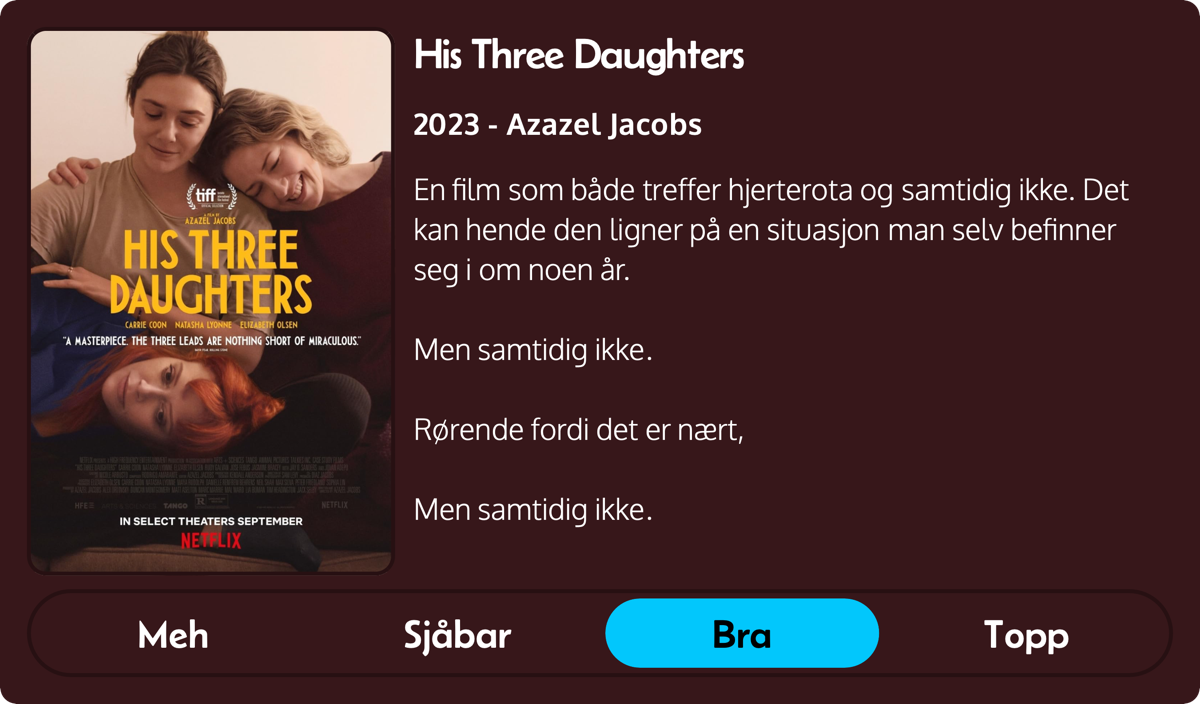 tiff
A FILM BY
AZAZEL JACOBS
HIS THREE
DAUGHTERS
CARRIE COON NATASHA LYONNE ELIZABETH OLSEN
"A MASTERPIECE. THE THREE LEADS ARE NOTHING SHORT OF MIRACULOUS."
R
TANGO
NETFLIX
IN SELECT THEATERS SEPTEMBER
NETFLIX
His Three Daughters
2023 - Azazel Jacobs
En film som både treffer hjerterota og samtidig ikke. Det
kan hende den ligner på en situasjon man selv befinner
seg i om noen år.
Men samtidig ikke.
Rørende fordi det er nært,
Men samtidig ikke.
Meh
Sjåbar
Bra
Topp